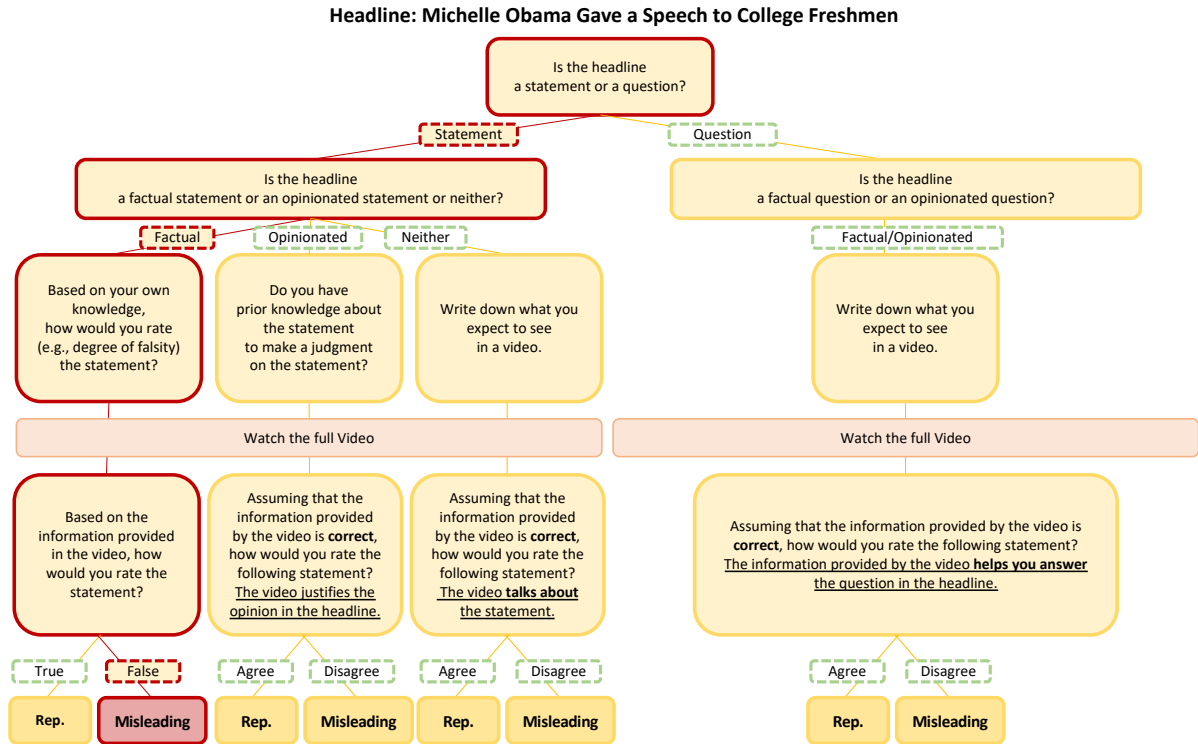 Headline: Michelle Obama Gave a Speech to College Freshmen
Is the headline
a statement or a question?
Statement
Question
Is the headline
a factual statement or an opinionated statement or neither?
Is the headline
a factual question or an opinionated question?
Factual
Opinionated
Neither
Factual/Opinionated
Based on your own
knowledge,
how would you rate
(e.g., degree of falsity)
the statement?
Do you have
prior knowledge about
the statement
to make a judgment
on the statement?
Write down what you
expect to see
in a video.
Write down what you
expect to see
in a video.
Watch the full Video
Watch the full Video
Based on the
information provided
in the video, how
would you rate the
statement?
Assuming that the
information provided
by the video is correct,
how would you rate the
following statement?
The video justifies the
opinion in the headline.
Assuming that the
information provided
by the video is correct,
how would you rate the
following statement?
The video talks about
the statement.
Assuming that the information provided by the video is
correct, how would you rate the following statement?
The information provided by the video helps you answer
the question in the headline.
True
False
Agree
Disagree
Agree
Disagree
Agree
Disagree
Rep.
Misleading
Rep.
Misleading
Rep.
Misleading
Rep.
Misleading